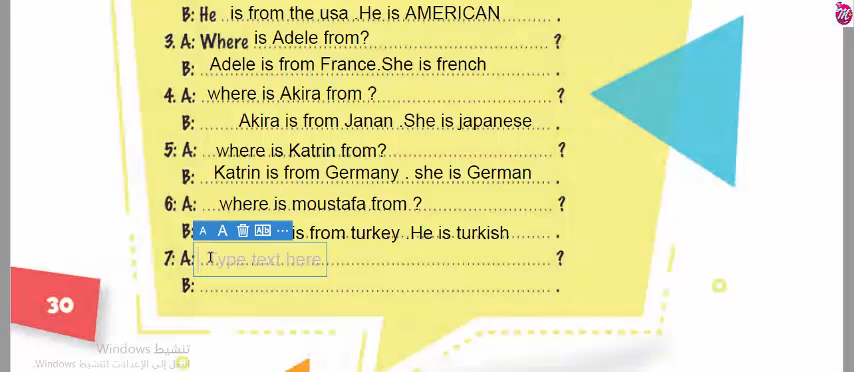 B: He is from the usa .He is AMERICAN .
3. A: Where is Adele from? ?
B: Adele is from France.She is french .
4. A: where is Akira from ? ?
B: Akira is from Janan .She is japanese .
5: A: where is Katrin from? ?
B: Katrin is from Germany . she is German .
6: A: where is moustafa from ? ?
B: is from turkey .He is turkish .
7: A: Type text here ?
B: .
30
تنشيط Windows
انتقل إلى الإعدادات لتنشيط Windows.